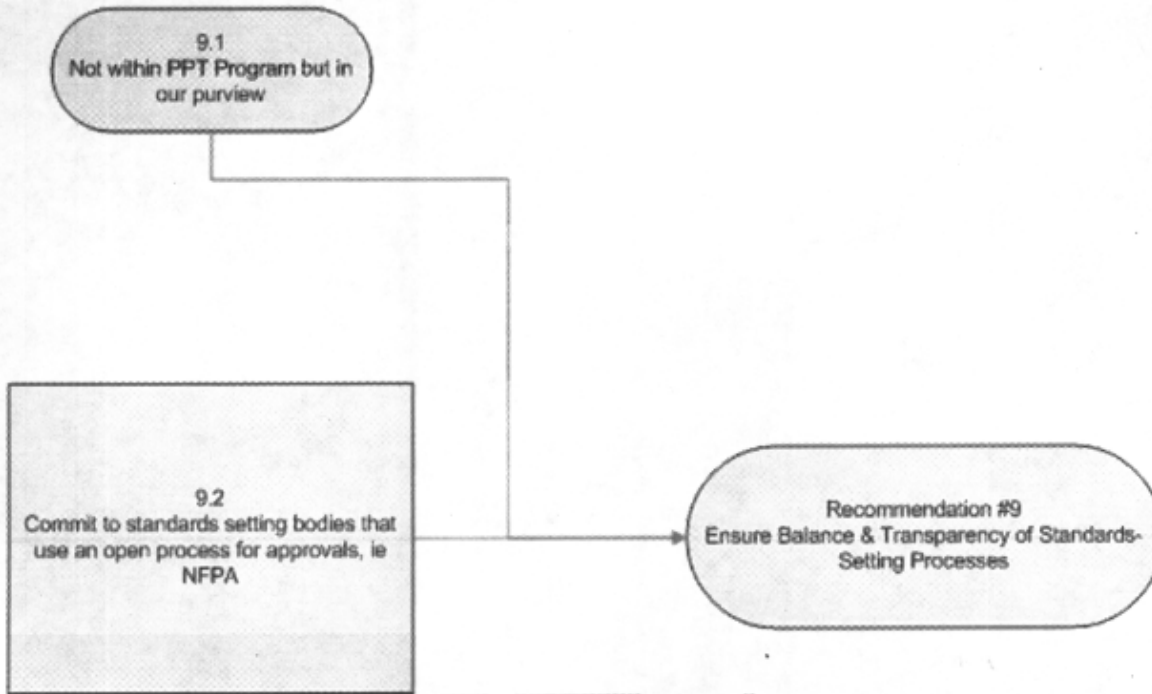 9.1
Not within PPT Program but in
our purview
9.2
Commit to standards setting bodies that
use an open process for approvals, ie
NFPA
Recommendation #9
Ensure Balance & Transparency of Standards-
Setting Processes